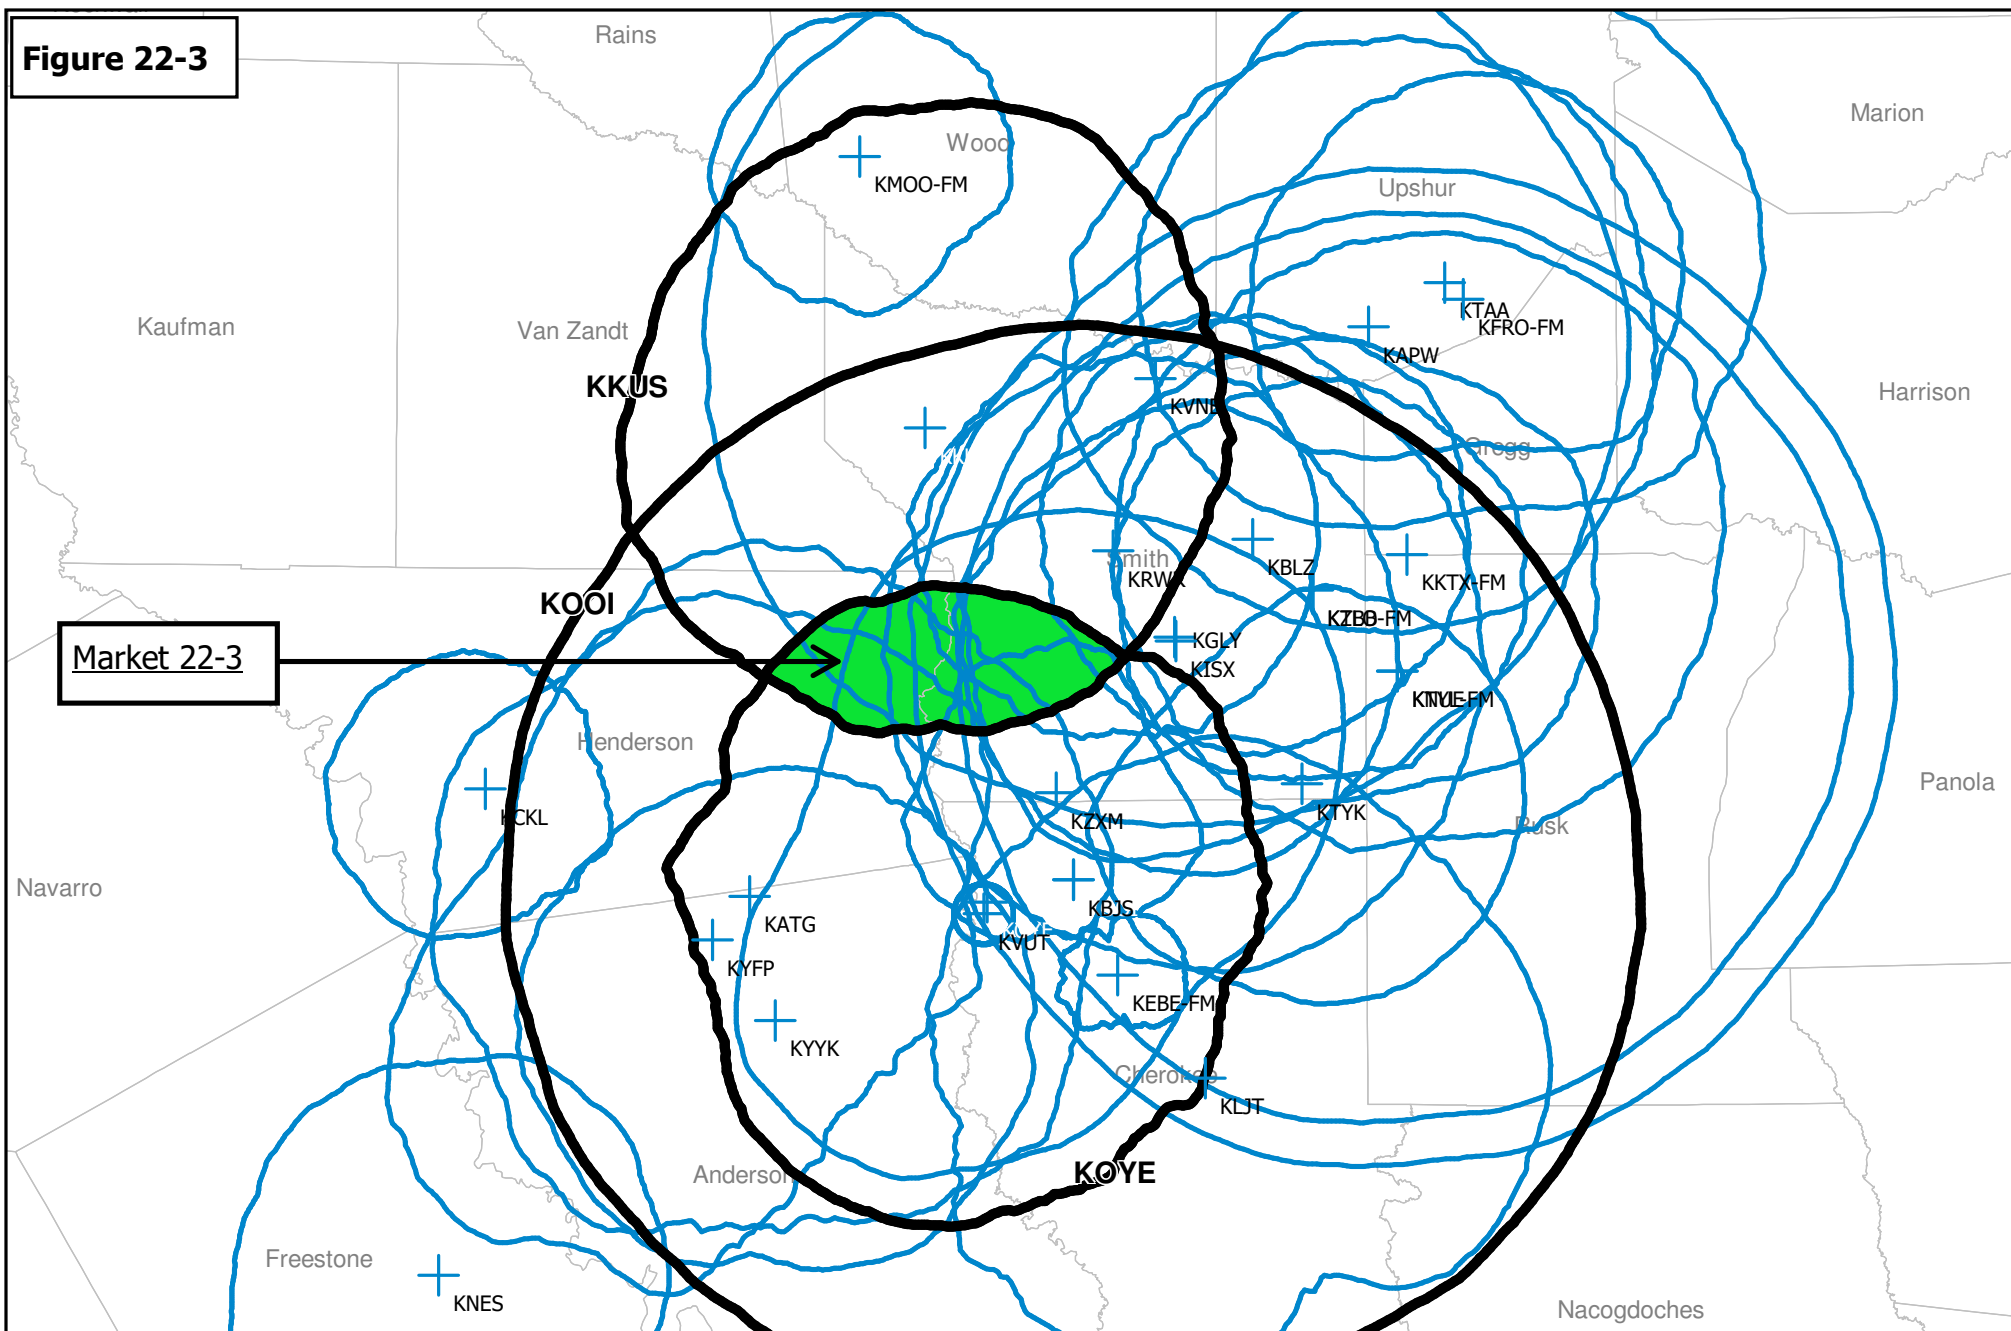 Figure 22-3
Rains
Marion
Wood
KMOO-FM
Upshur
KTAA
KFRO-FM
Kaufman
Van Zandt
KAPW
KKUS
Harrison
Gregg
Smith
KBLZ
KRWR
KKTX-FM
KOOI
KGLY
Market 22-3
KISX
Henderson
Panola
KCKL
KZXM
KTYK
Rusk
Navarro
KBJS
KATG
KVUT
KYFP
KEBE-FM
KYYK
Cherokee
KLJT
Anderson
KOYE
Freestone
KNES
Nacogdoches